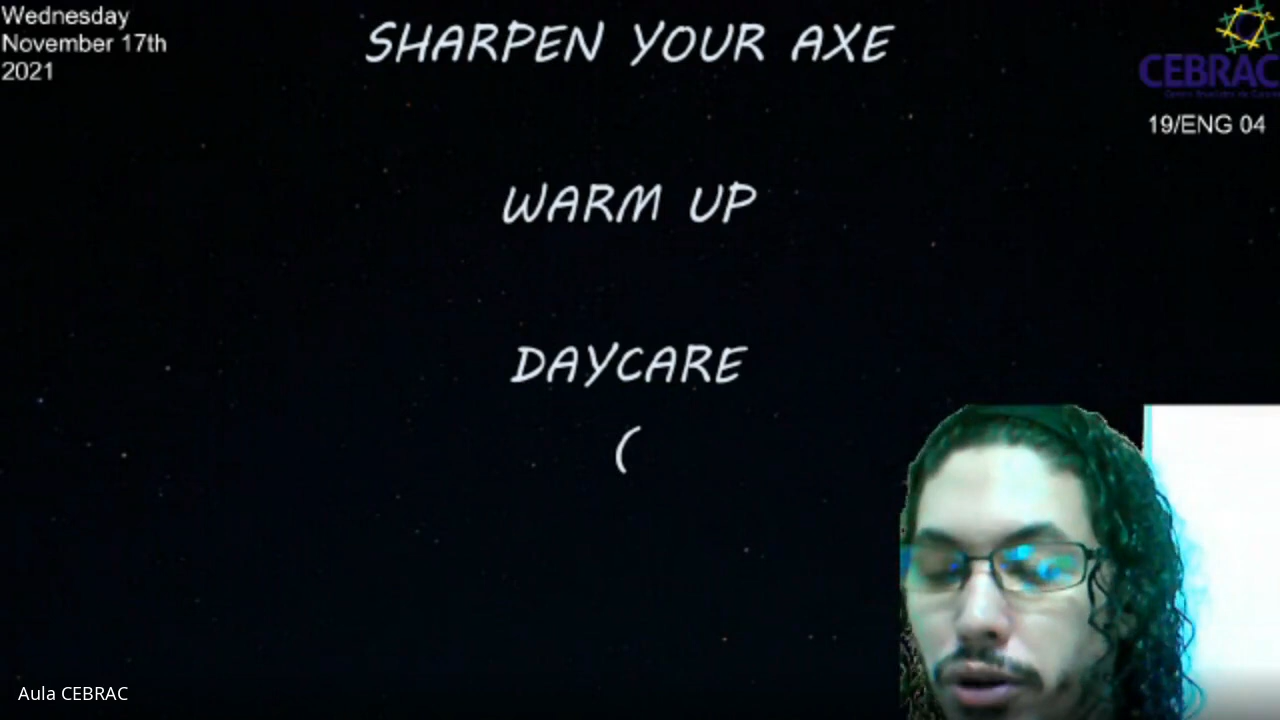 Wednesday
November 17th
2021
SHARPEN YOUR AXE
CEBRAC
19/ENG 04
WARM UP
DAYCARE
(
Aula CEBRAC